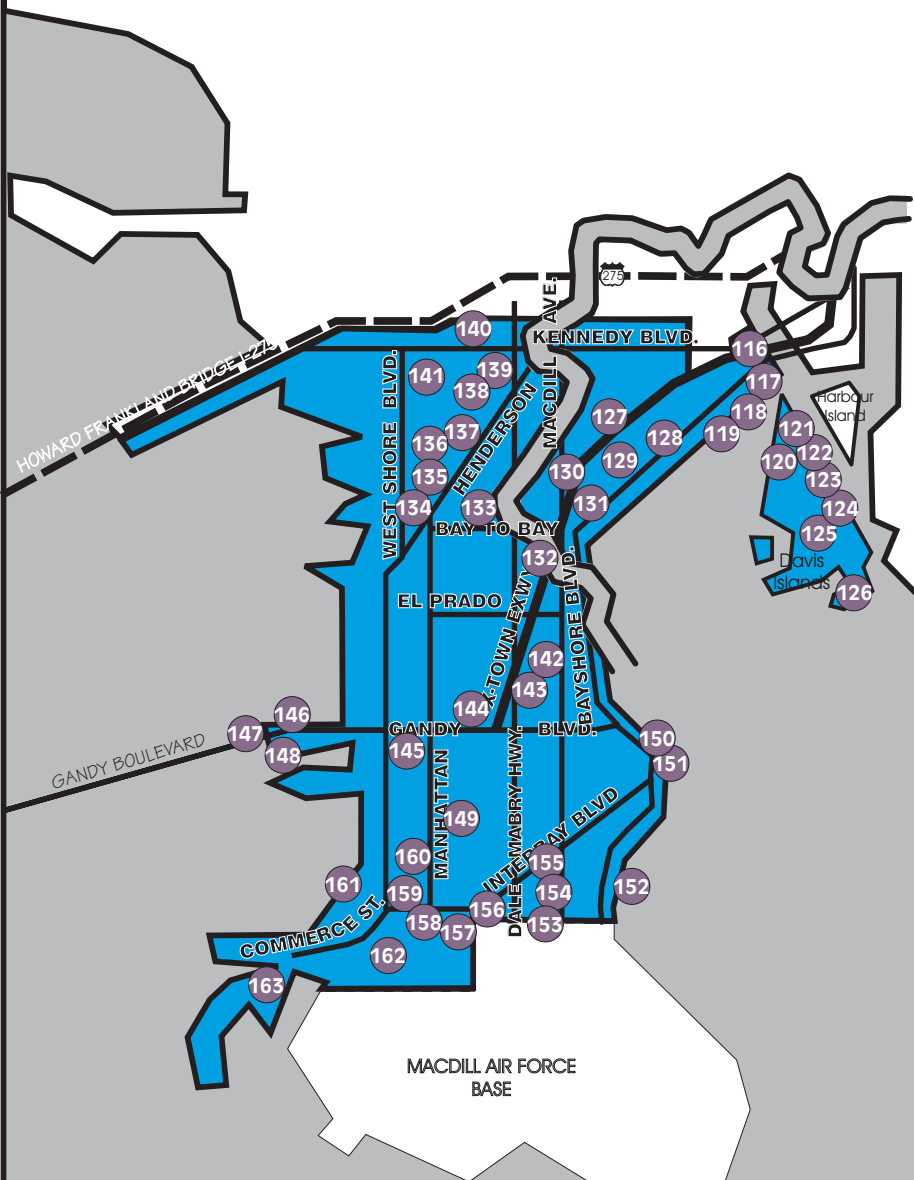 275
MACDILL AVE.
140
KENNEDY BLVD.
116
HOWARD FRANKLAND BRIDGE I-275
WEST SHORE BLVD.
141
139
138
117
Harbour
Island
HENDERSON
127
118
119
128
121
136
137
122
120
129
135
130
123
134
133
131
124
BAY TO BAY
125
132
Davis
Islands
126
EL PRADO
X-TOWN EXWY
BAYSHORE BLVD.
142
143
144
146
147
GANDY BLVD.
150
GANDY BOULEVARD
148
145
151
MANHATTAN
DALE MABRY HWY.
149
INTERBAY BLVD
160
155
161
159
154
152
156
158
153
157
COMMERCE ST.
162
163
MACDILL AIR FORCE
BASE